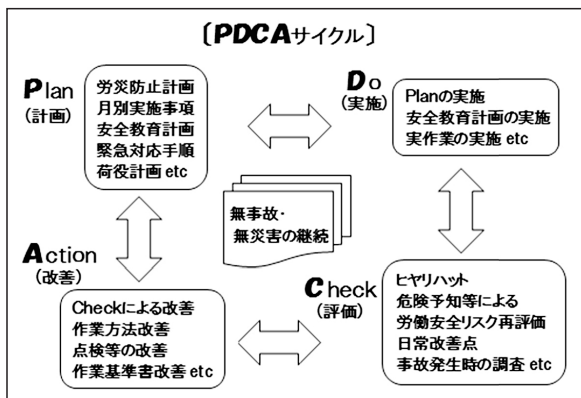 〔PDCAサイクル〕
Plan
(計画)
労災防止計画
月別実施事項
安全教育計画
緊急対応手順
荷役計画 etc
Do
(実施)
Planの実施
安全教育計画の実施
実作業の実施 etc
無事故・
無災害の継続
Action
(改善)
Checkによる改善
作業方法改善
点検等の改善
作業基準書改善 etc
Check
(評価)
ヒヤリハット
危険予知等による
労働安全リスク再評価
日常改善点
事故発生時の調査 etc